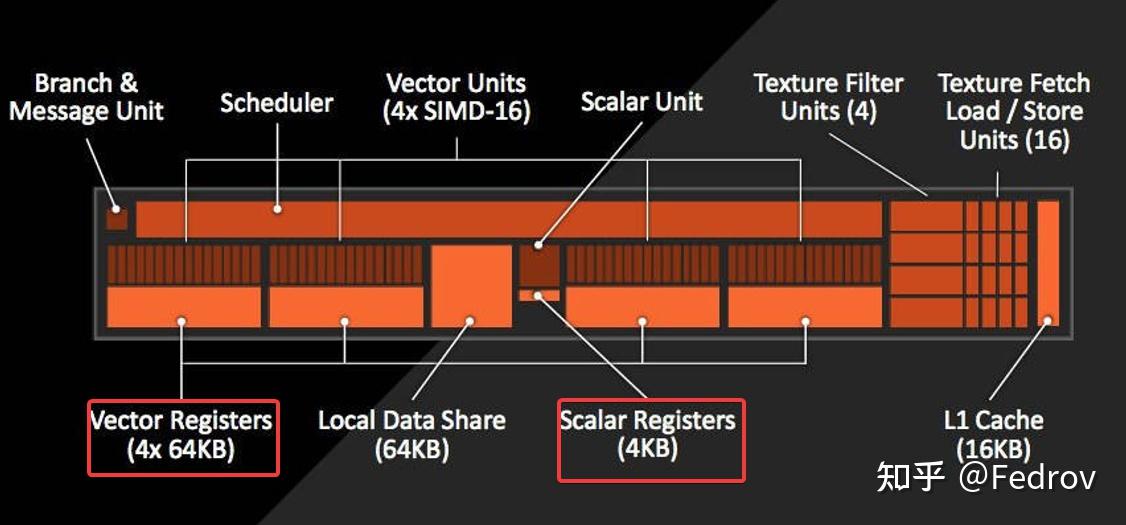 Branch &
Message Unit
Scheduler
Vector Units
(4x SIMD-16)
Scalar Unit
Texture Filter
Units (4)
Texture Fetch
Load / Store
Units (16)
Vector Registers
(4x 64KB)
Local Data Share
(64KB)
Scalar Registers
(4KB)
L1 Cache
(16KB)
知乎 @Fedrov